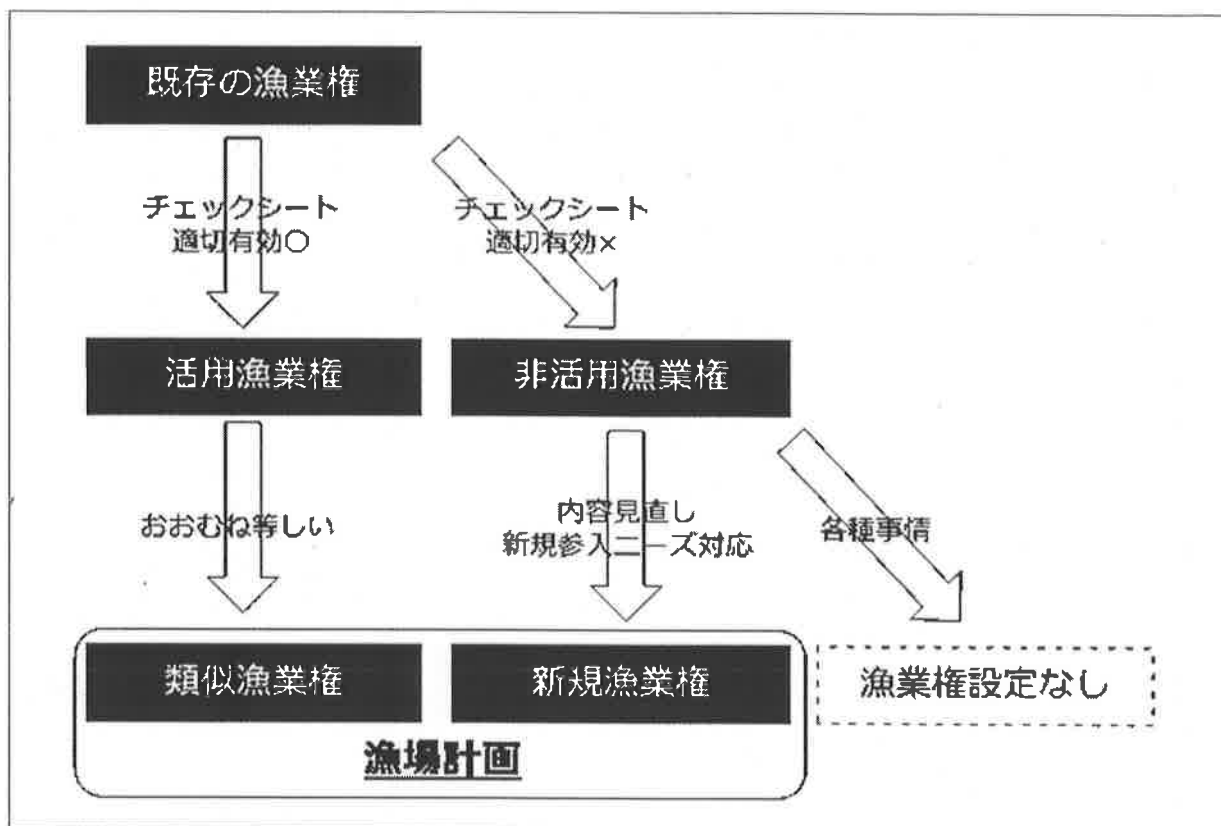 既存の漁業権
チェックシート
適切有効○
チェックシート
適切有効×
活用漁業権
非活用漁業権
おおむね等しい
内容見直し
新規参入ニーズ対応
各種事情
類似漁業権
新規漁業権
漁業権設定なし
漁場計画